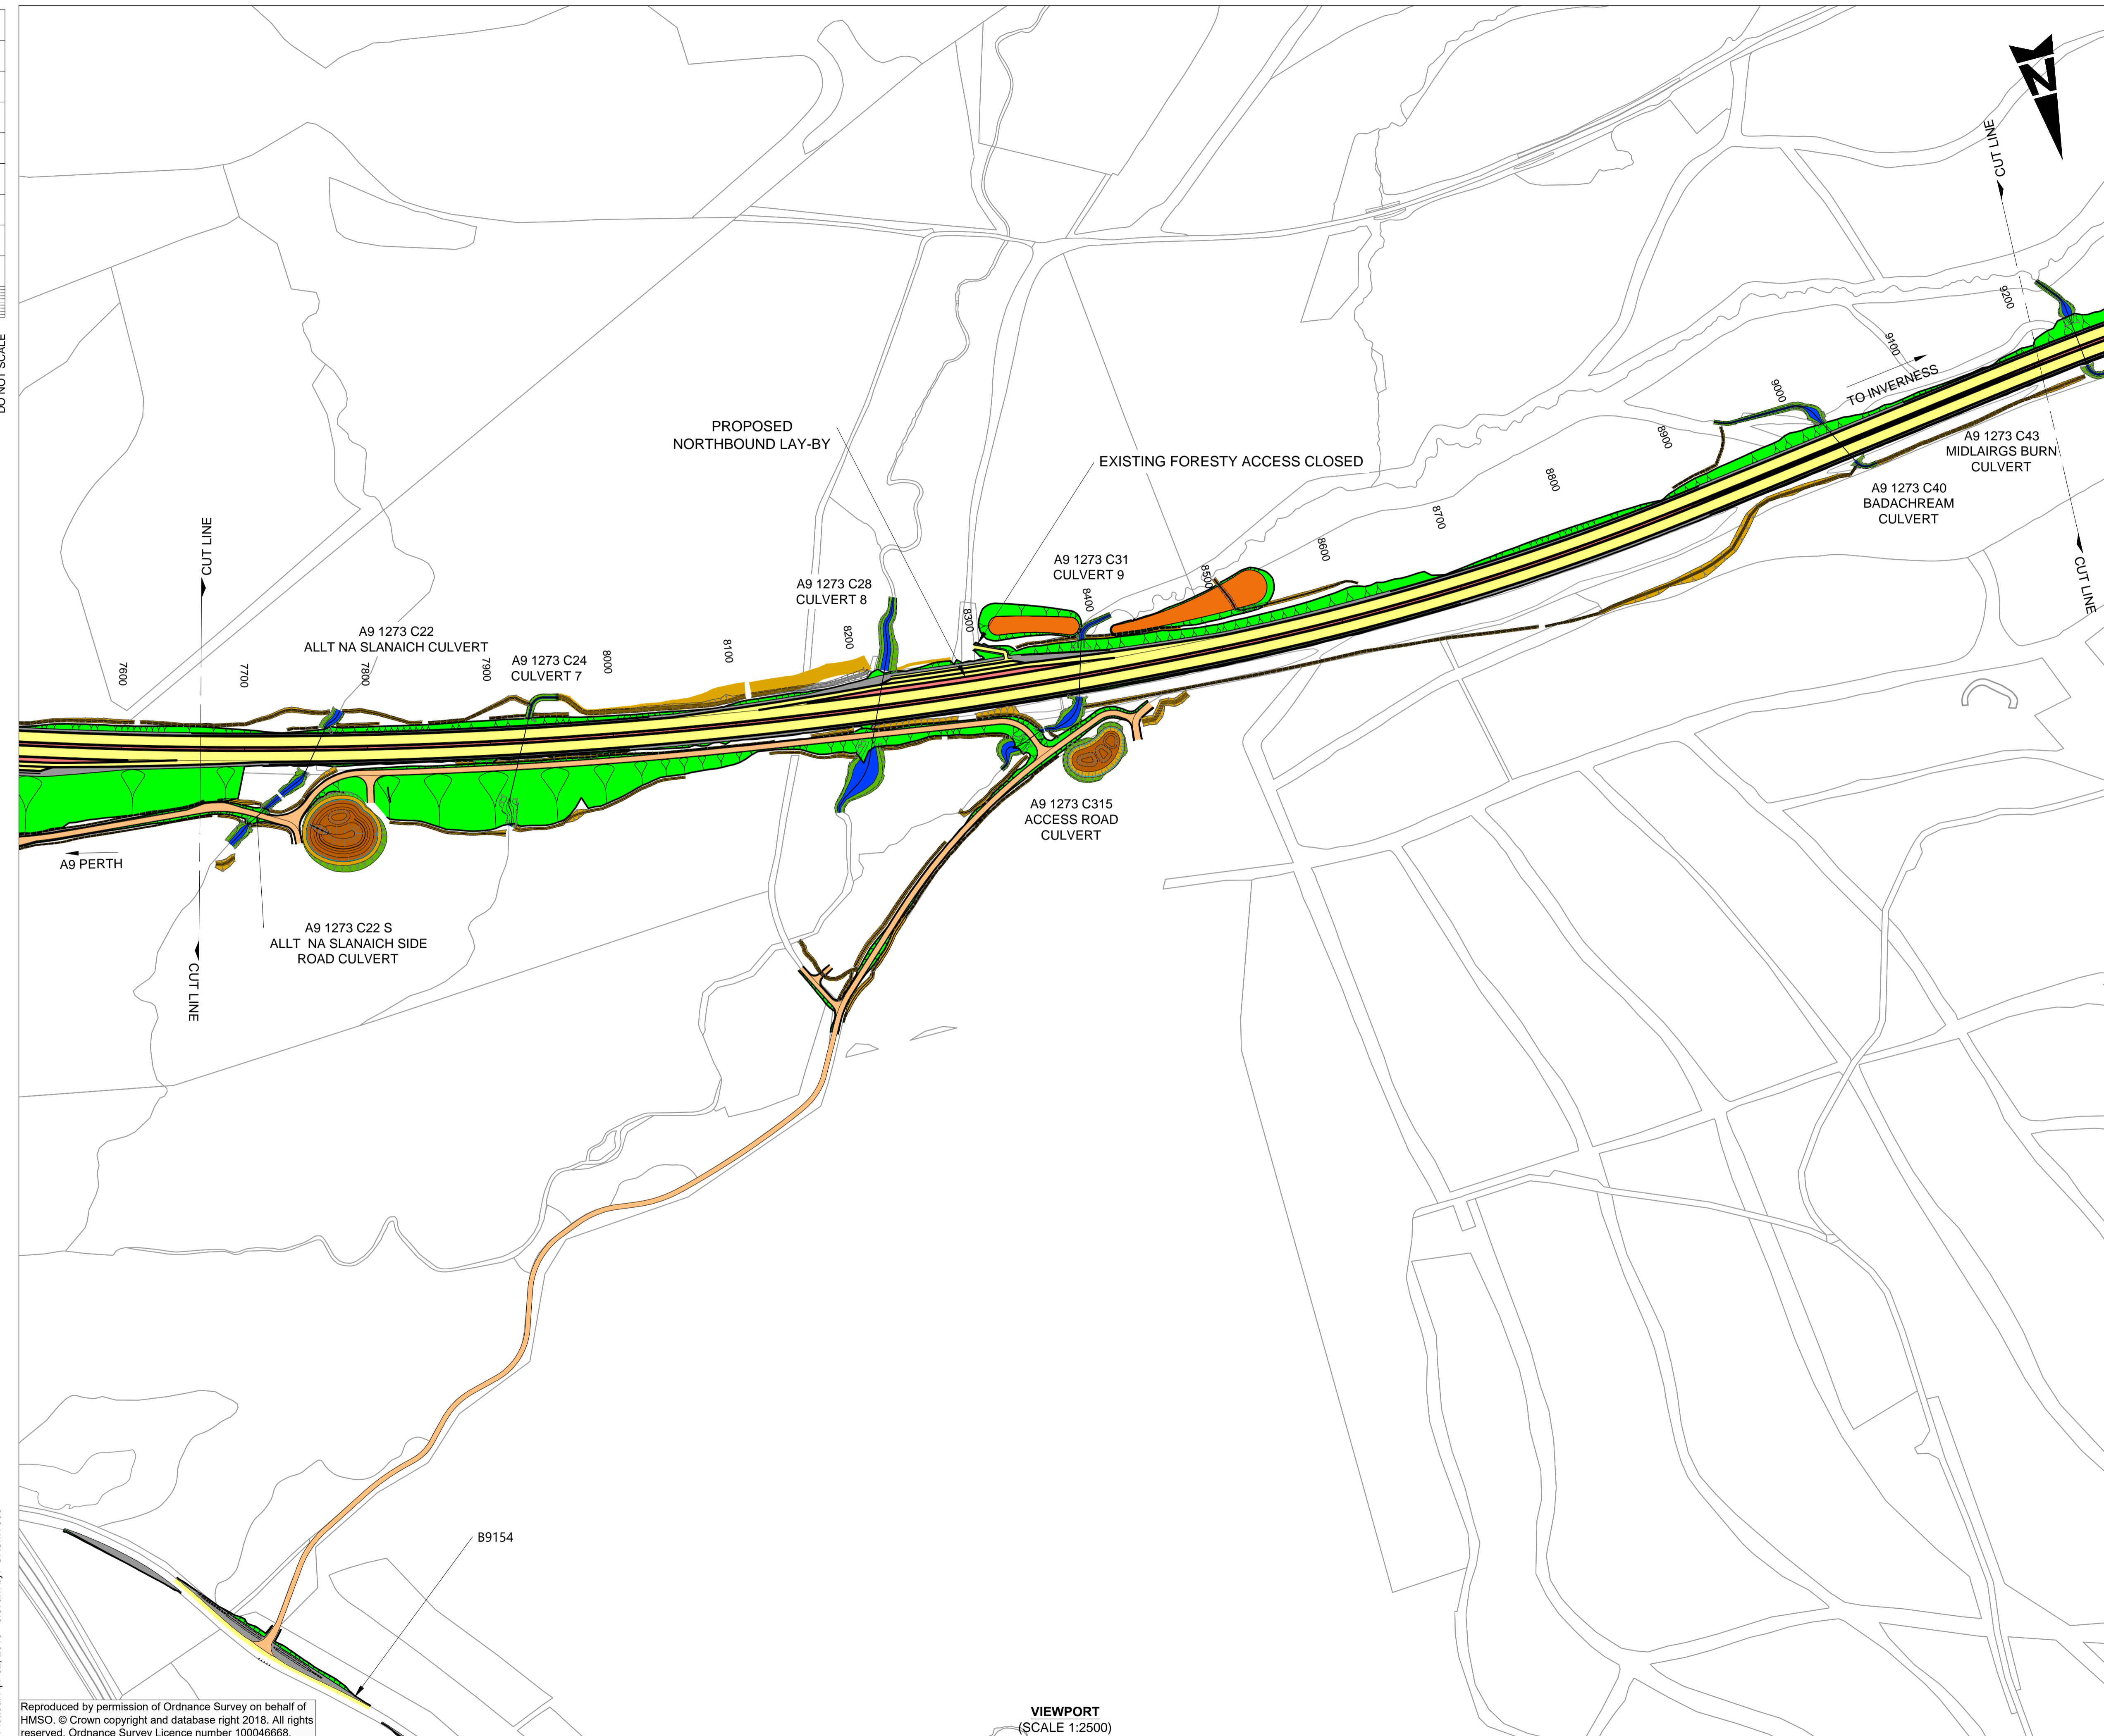 DO NOT SCALE
N
CUT LINE
9200
9100
TO INVERNESS
9000
PROPOSED
NORTHBOUND LAY-BY
EXISTING FORESTY ACCESS CLOSED
8900
A9 1273 C43
MIDLAIRGS BURN
CULVERT
8800
A9 1273 C40
BADACHREAM
CULVERT
8700
CUT LINE
8600
CUT LINE
A9 1273 C31
CULVERT 9
8500
A9 1273 C28
CULVERT 8
8400
8300
8200
A9 1273 C22
ALLT NA SLANAICH CULVERT
8100
A9 1273 C24
CULVERT 7
8000
7900
7800
7700
7600
A9 1273 C315
ACCESS ROAD
CULVERT
A9 PERTH
A9 1273 C22 S
ALLT NA SLANAICH SIDE
ROAD CULVERT
CUT LINE
B9154
Reproduced by permission of Ordnance Survey on behalf of
HMSO. © Crown copyright and database right 2018. All rights
reserved. Ordnance Survey Licence number 100046668.
VIEWPORT
(SCALE 1:2500)